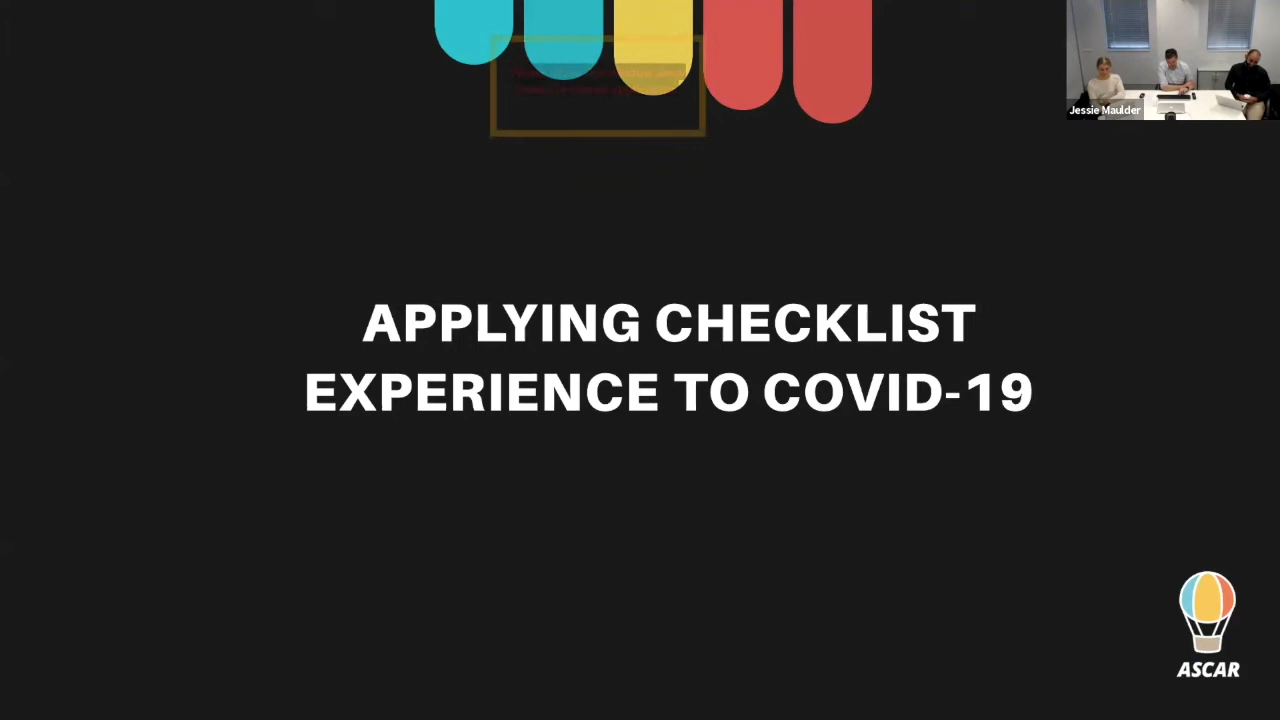 Jessie Maulder
APPLYING CHECKLIST
EXPERIENCE TO COVID-19
ASCAR